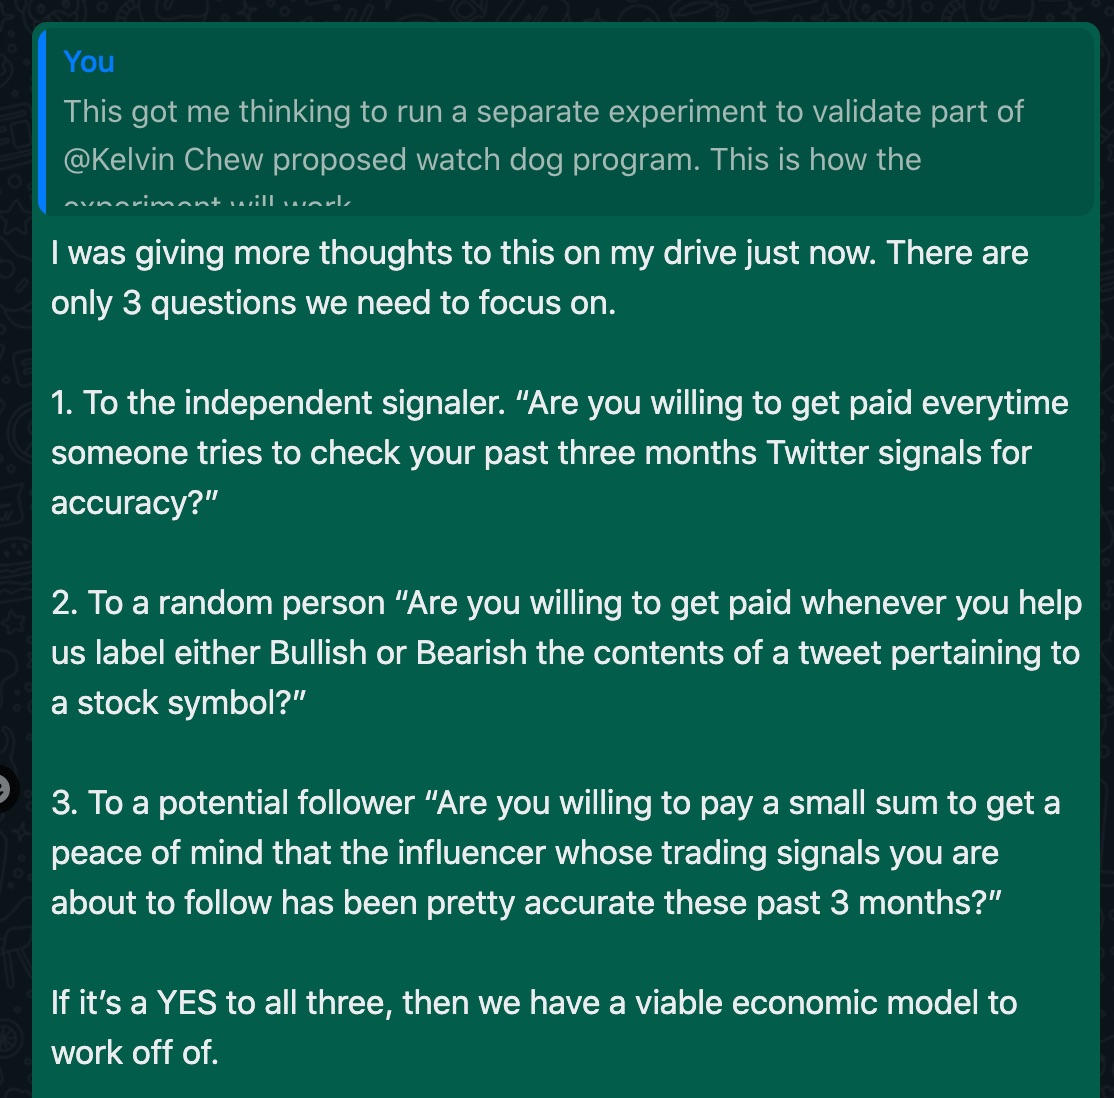 You
This got me thinking to run a separate experiment to validate part of
@Kelvin Chew proposed watch dog program. This is how the
experiment will work
I was giving more thoughts to this on my drive just now. There are
only 3 questions we need to focus on.
1. To the independent signaler. “Are you willing to get paid everytime
someone tries to check your past three months Twitter signals for
accuracy?”
2. To a random person “Are you willing to get paid whenever you help
us label either Bullish or Bearish the contents of a tweet pertaining to
a stock symbol?”
3. To a potential follower “Are you willing to pay a small sum to get a
peace of mind that the influencer whose trading signals you are
about to follow has been pretty accurate these past 3 months?”
If it’s a YES to all three, then we have a viable economic model to
work off of.